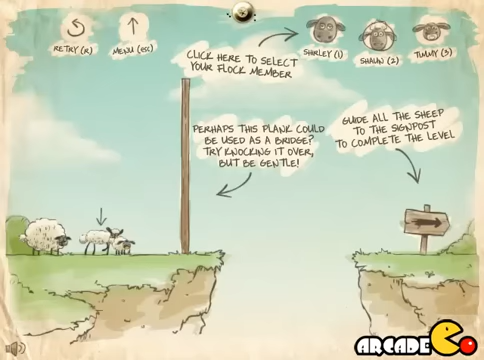 RETRY (R)
MENU (ESC)
CLICK HERE TO SELECT
YOUR FLOCK MEMBER
SHIRLEY (1)
SHAUN (2)
TIMMY (3)
PERHAPS THIS PLANK COULD
BE USED AS A BRIDGE?
TRY KNOCKING IT OVER,
BUT BE GENTLE!
GUIDE ALL THE SHEEP
TO THE SIGNPOST
TO COMPLETE THE LEVEL
ARCADE